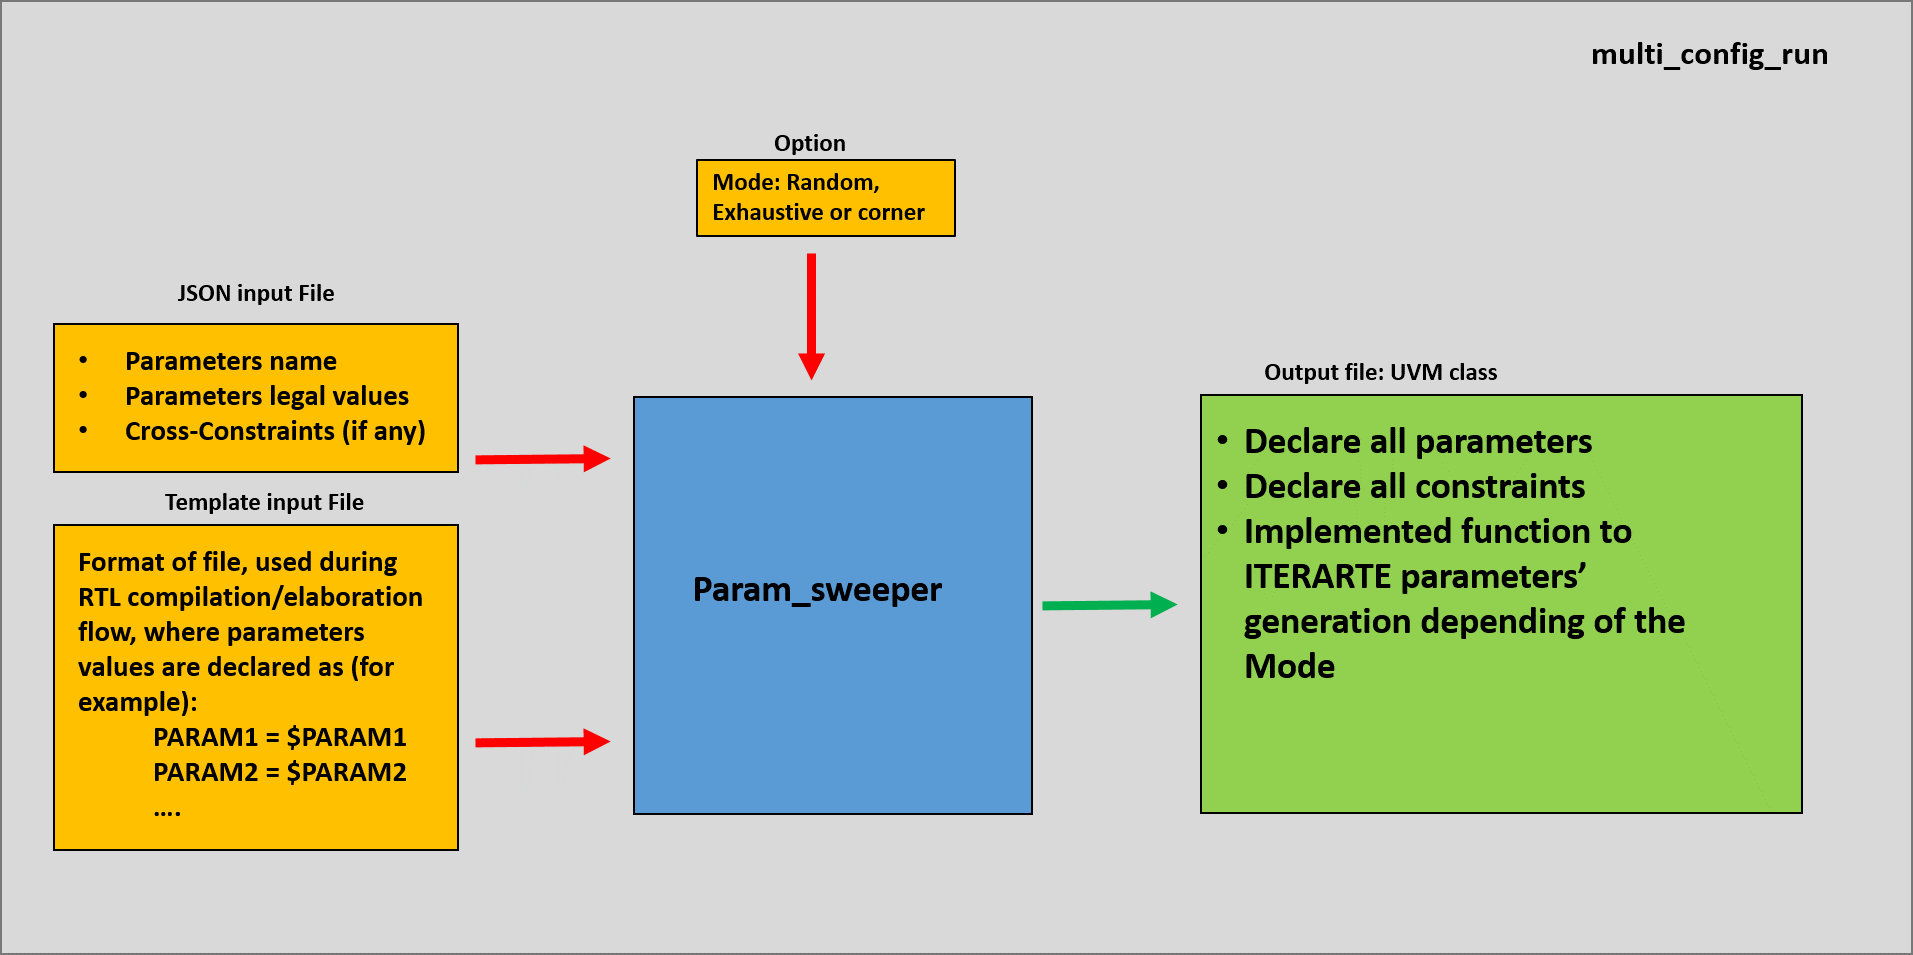 multi_config_run
Option
Mode: Random,
Exhaustive or corner
JSON input File
• Parameters name
• Parameters legal values
• Cross-Constraints (if any)
Template input File
Format of file, used during
RTL compilation/elaboration
flow, where parameters
values are declared as (for
example):
PARAM1 = $PARAM1
PARAM2 = $PARAM2
....
Param_sweeper
Output file: UVM class
• Declare all parameters
• Declare all constraints
• Implemented function to
ITERARTE parameters’
generation depending of the
Mode